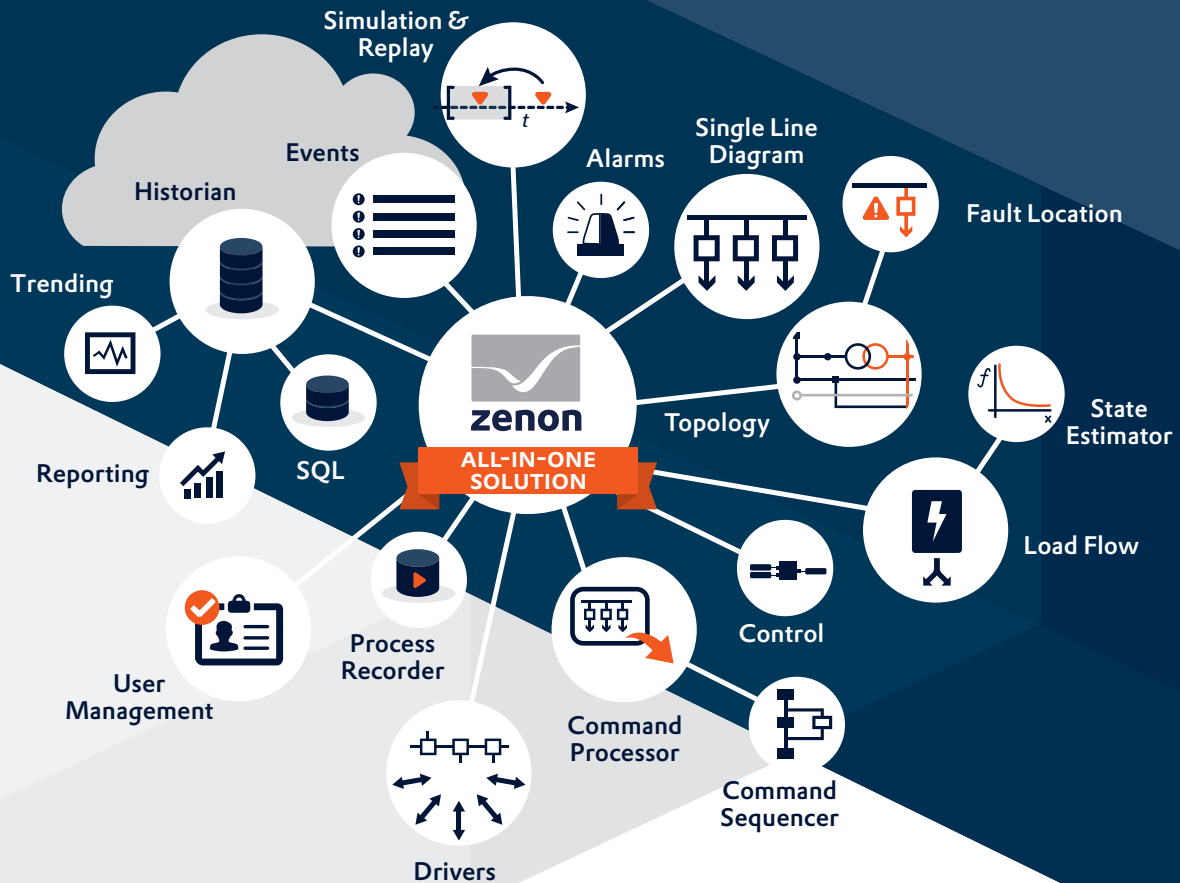 Simulation &
Replay
t
Single Line
Diagram
Events
Alarms
Historian
Fault Location
Trending
f
x
zenon
Topology
State
Estimator
ALL-IN-ONE
SOLUTION
Reporting
SQL
Load Flow
Control
Process
Recorder
User
Management
Command
Processor
Command
Sequencer
Drivers